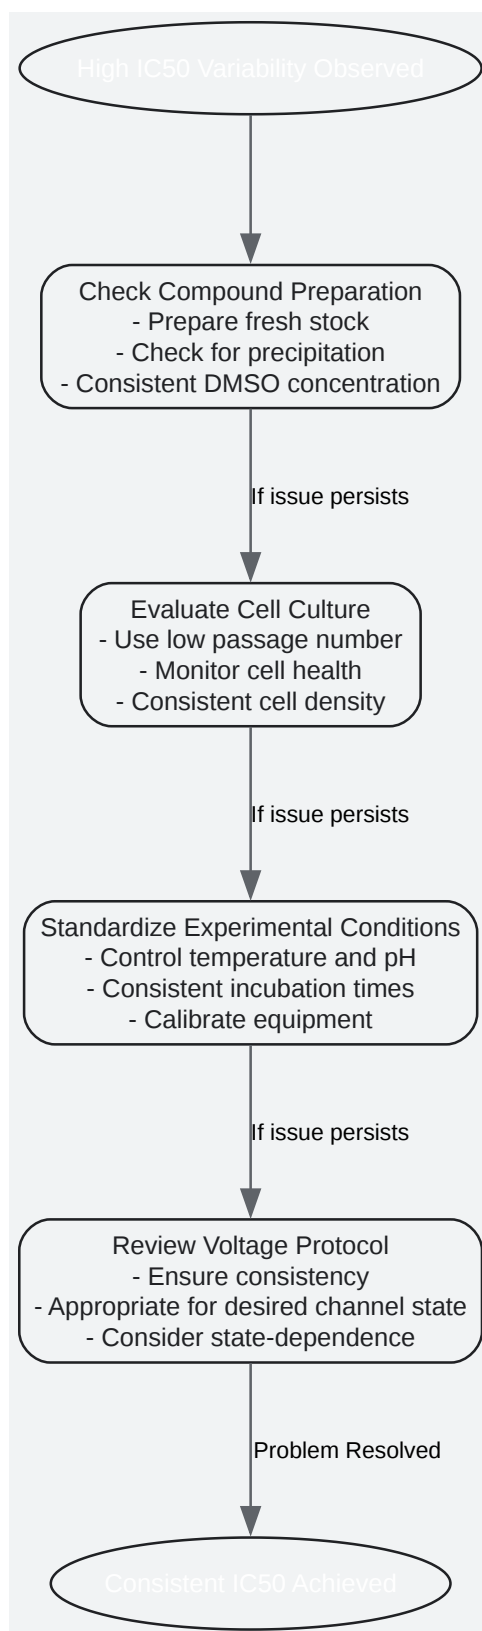 High IC50 Variability Observed
Check Compound Preparation
- Prepare fresh stock
- Check for precipitation
- Consistent DMSO concentration
If issue persists
Evaluate Cell Culture
- Use low passage number
- Monitor cell health
- Consistent cell density
If issue persists
Standardize Experimental Conditions
- Control temperature and pH
- Consistent incubation times
- Calibrate equipment
If issue persists
Review Voltage Protocol
- Ensure consistency
- Appropriate for desired channel state
- Consider state-dependence
Problem Resolved
Consistent IC50 Achieved